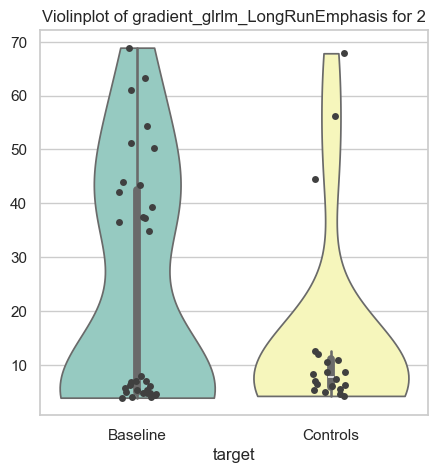 Violinplot of gradient_glrlm_LongRunEmphasis for 2
70
60
50
40
30
20
10
Baseline
Controls
target